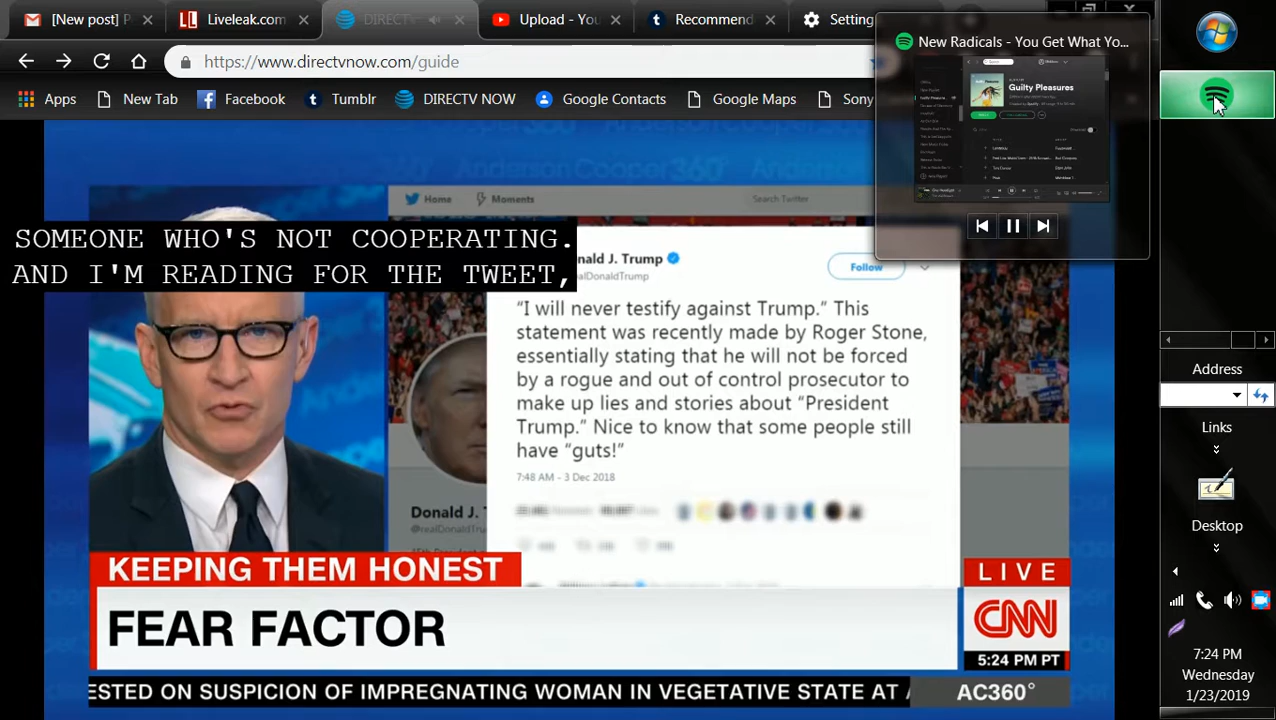 [New post] P
Liveleak.com
DIRECTV
Upload - You
Recommend
Setting
https://www.directvnow.com/guide
Apps
New Tab
Tumblr
DIRECTV NOW
Google Contacts
Google Maps
Sony
New Radicals - You Get What Yo...
Guilty Pleasures
Home
Moments
Search Twitter
SOMEONE WHO'S NOT COOPERATING.
AND I'M READING FOR THE TWEET,
nald J. Trump
alDonaldTrump
Follow
“I will never testify against Trump.” This
statement was recently made by Roger Stone,
essentially stating that he will not be forced
by a rogue and out of control prosecutor to
make up lies and stories about “President
Trump.” Nice to know that some people still
have “guts!”
7:48 AM - 3 Dec 2018
Donald J. T
@realDonaldTrump
KEEPING THEM HONEST
FEAR FACTOR
LIVE
CNN
5:24 PM PT
ESTED ON SUSPICION OF IMPREGNATING WOMAN IN VEGETATIVE STATE AT
AC360°
Address
Links
Desktop
7:24 PM
Wednesday
1/23/2019